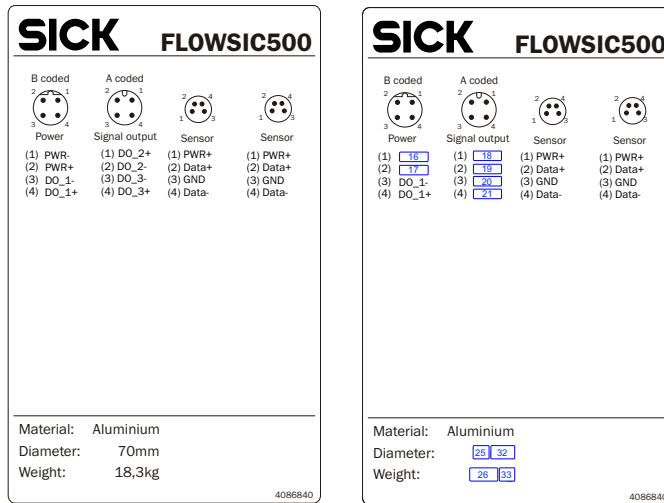 SICK FLOWSIC500
B coded A coded
2 1 2 1 2 4 2 4
3 4 3 4 1 3 1 3
Power Signal output Sensor Sensor
(1) PWR- (1) DO_2+ (1) PWR+ (1) PWR+
(2) PWR+ (2) DO_2- (2) Data+ (2) Data+
(3) DO_1- (3) DO_3- (3) GND (3) GND
(4) DO_1+ (4) DO_3+ (4) Data- (4) Data-
Material: Aluminium
Diameter: 70mm
Weight: 18,3kg
4086840
SICK FLOWSIC500
B coded A coded
2 1 2 1 2 4 2 4
3 4 3 4 1 3 1 3
Power Signal output Sensor Sensor
(1) 16 (1) 18 (1) PWR+ (1) PWR+
(2) 17 (2) 19 (2) Data+ (2) Data+
(3) DO_1- (3) 20 (3) GND (3) GND
(4) DO_1+ (4) 21 (4) Data- (4) Data-
Material: Aluminium
Diameter: 25 32
Weight: 26 33
4086840